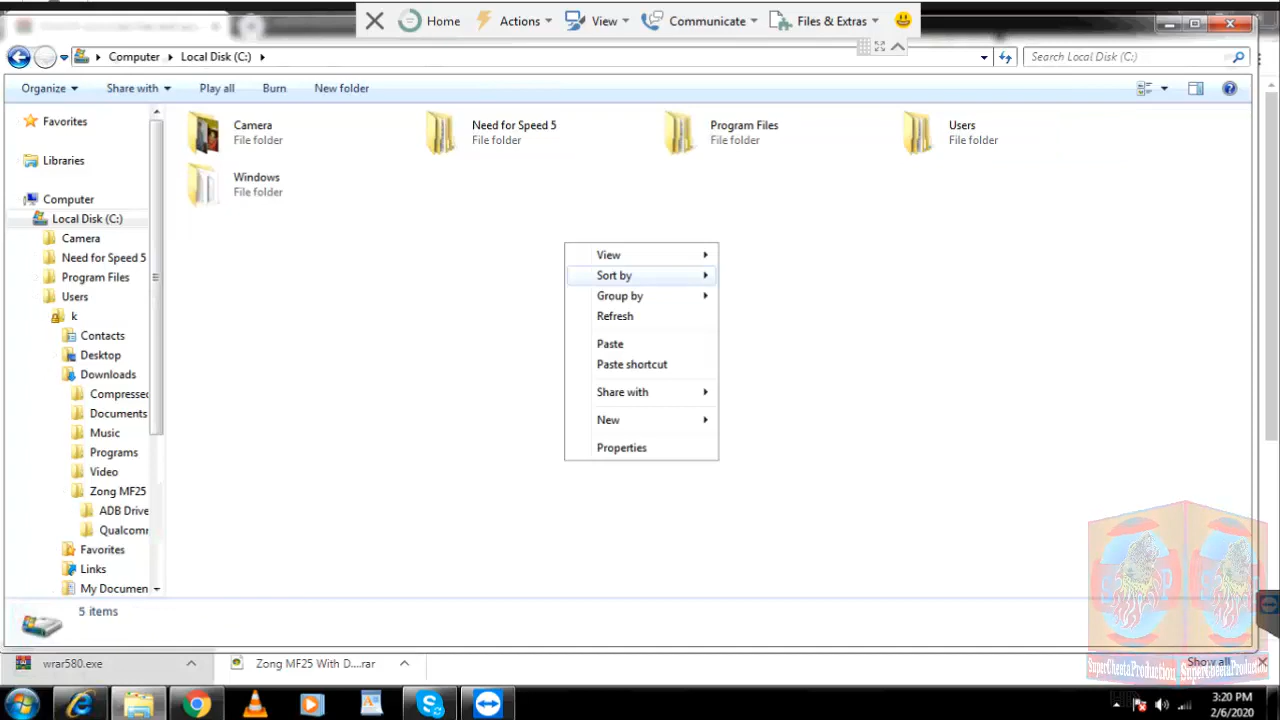 Home
Actions
View
Communicate
Files & Extras
Computer
Local Disk (C:)
Search Local Disk (C:)
Organize
Share with
Play all
Burn
New folder
Favorites
Libraries
Computer
Local Disk (C:)
Camera
Need for Speed 5
Program Files
Users
k
Contacts
Desktop
Downloads
Compressed
Documents
Music
Programs
Video
Zong MF25
ADB Drive
Qualcomm
Favorites
Links
My Documen
Camera
File folder
Need for Speed 5
File folder
Program Files
File folder
Users
File folder
Windows
File folder
View
Sort by
Group by
Refresh
Paste
Paste shortcut
Share with
New
Properties
5 items
wrar580.exe
Zong MF25 With D....rar
Show all
SuperCheetaProduction
SuperCheetaProduction
3:20 PM
2/6/2020